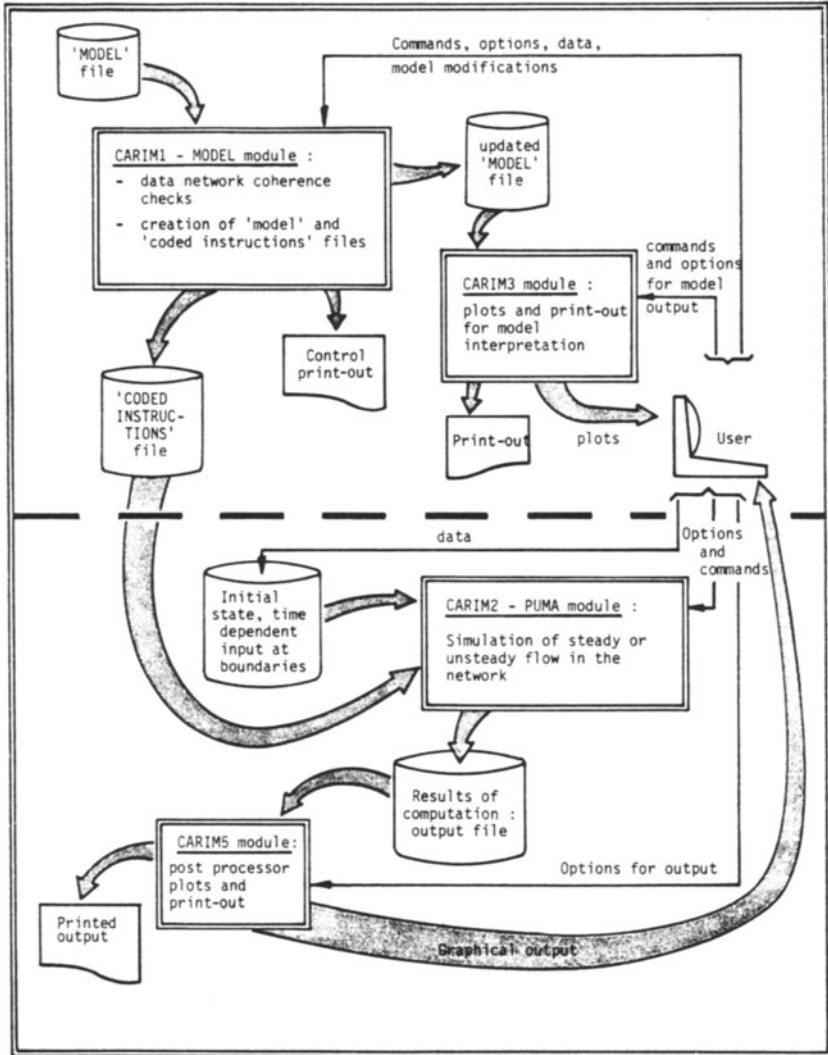 'MODEL'
file
Commands, options, data,
model modifications
CARIM1 - MODEL module :
- data network coherence
checks
- creation of 'model' and
'coded instructions' files
updated
'MODEL'
file
commands
and options
for model
output
CARIM3 module :
plots and print-out
for model
interpretation
Control
print-out
'CODED
INSTRUC-
TIONS'
file
Print-out
plots
User
data
Options
and
commands
Initial
state, time
dependent
input at
boundaries
CARIM2 - PUMA module :
Simulation of steady or
unsteady flow in the
network
Results of
computation :
output file
CARIM5 module:
post processor
plots and
print-out
Options for output
Printed
output
Graphical output